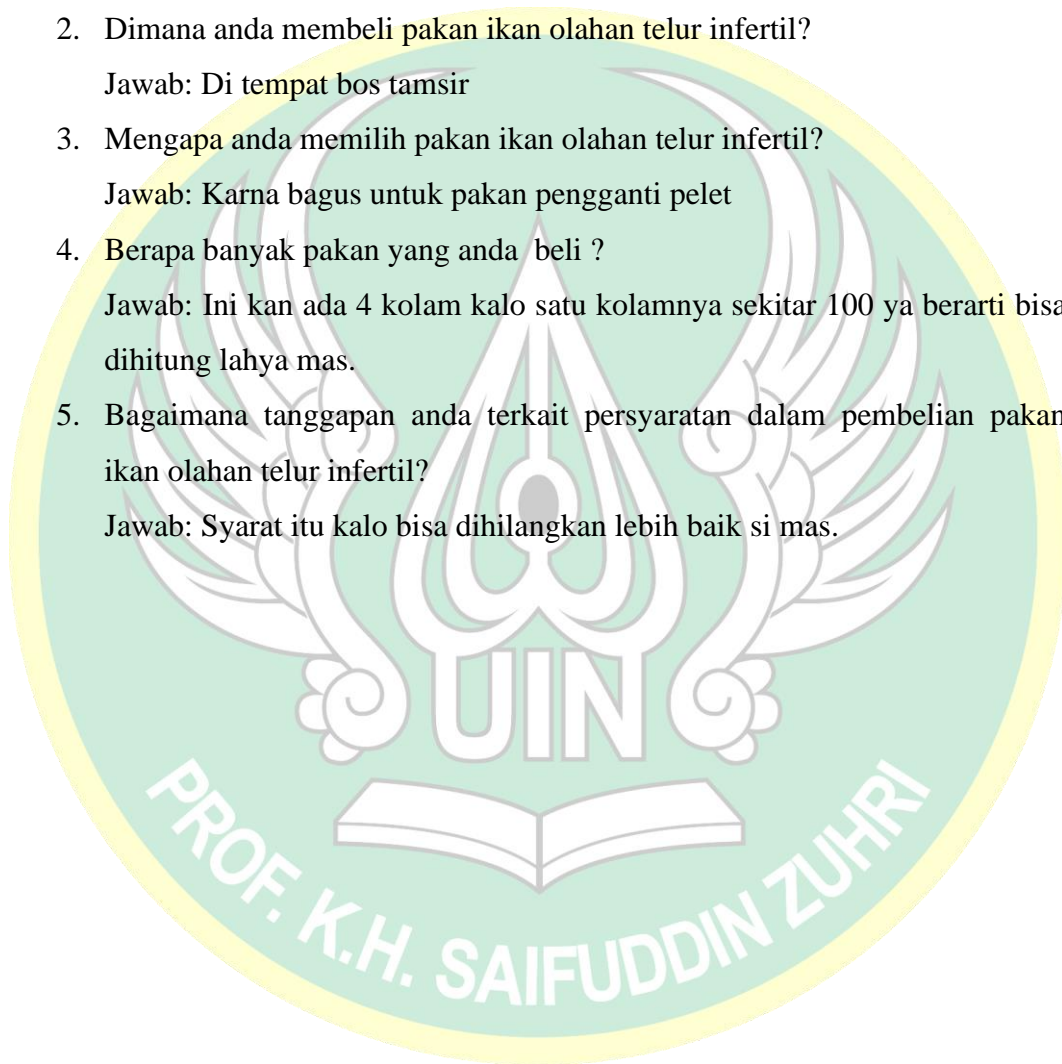 2. Dimana anda membeli pakan ikan olahan telur infertil?
Jawab: Di tempat bos tamsir
3. Mengapa anda memilih pakan ikan olahan telur infertil?
Jawab: Karna bagus untuk pakan pengganti pelet
4. Berapa banyak pakan yang anda  beli ?
Jawab: Ini kan ada 4 kolam kalo satu kolamnya sekitar 100 ya berarti bisa
dihitung lahya mas.
5. Bagaimana tanggapan anda terkait persyaratan dalam pembelian pakan
ikan olahan telur infertil?
Jawab: Syarat itu kalo bisa dihilangkan lebih baik si mas.
UIN
PROF. K.H. SAIFUDDIN ZUHRI